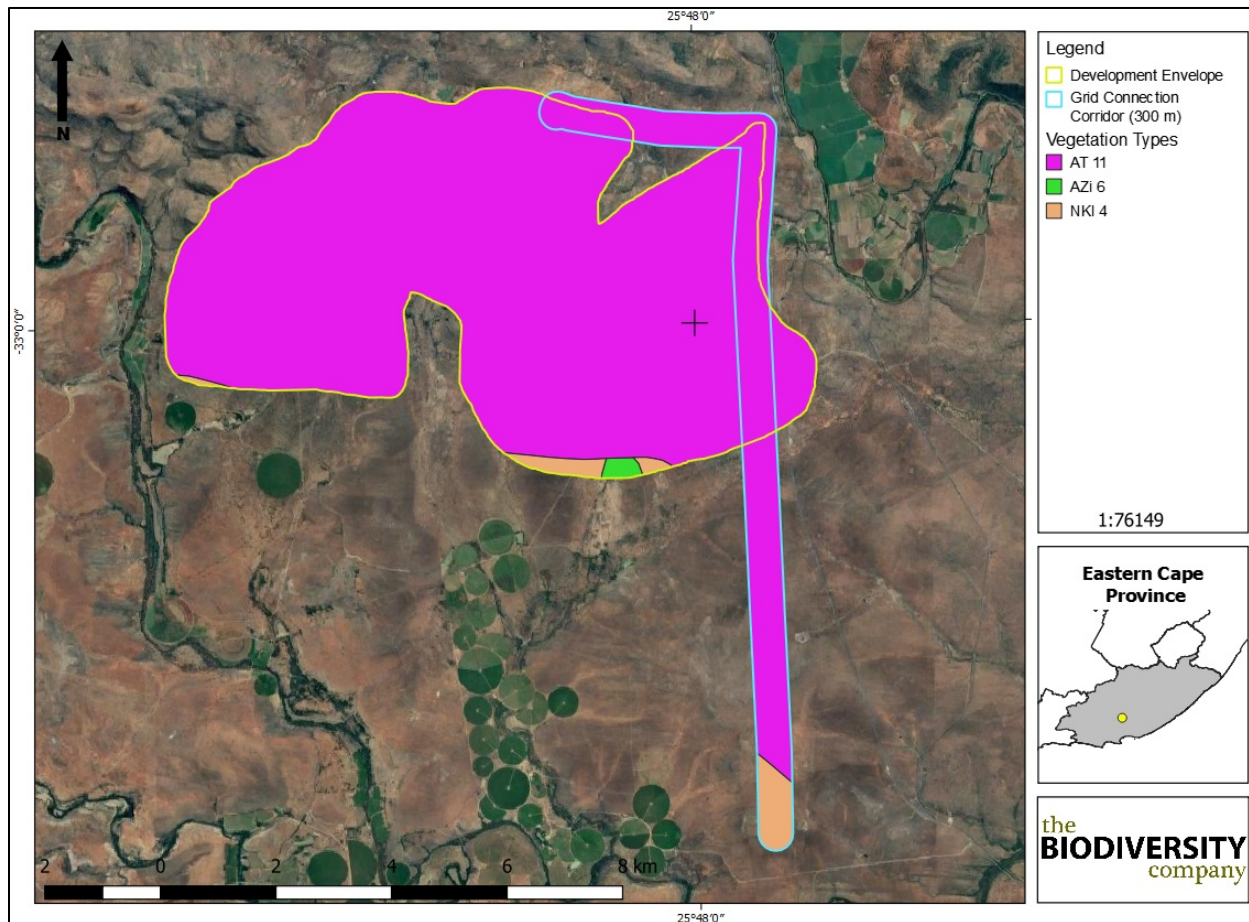 25°48'0"
N
-33°0'0"
2
0
2
4
6
8 km
25°48'0"
Legend
Development Envelope
Grid Connection
Corridor (300 m)
Vegetation Types
AT 11
AZi 6
NKl 4
1:76149
Eastern Cape
Province
the
BIODIVERSITY
company